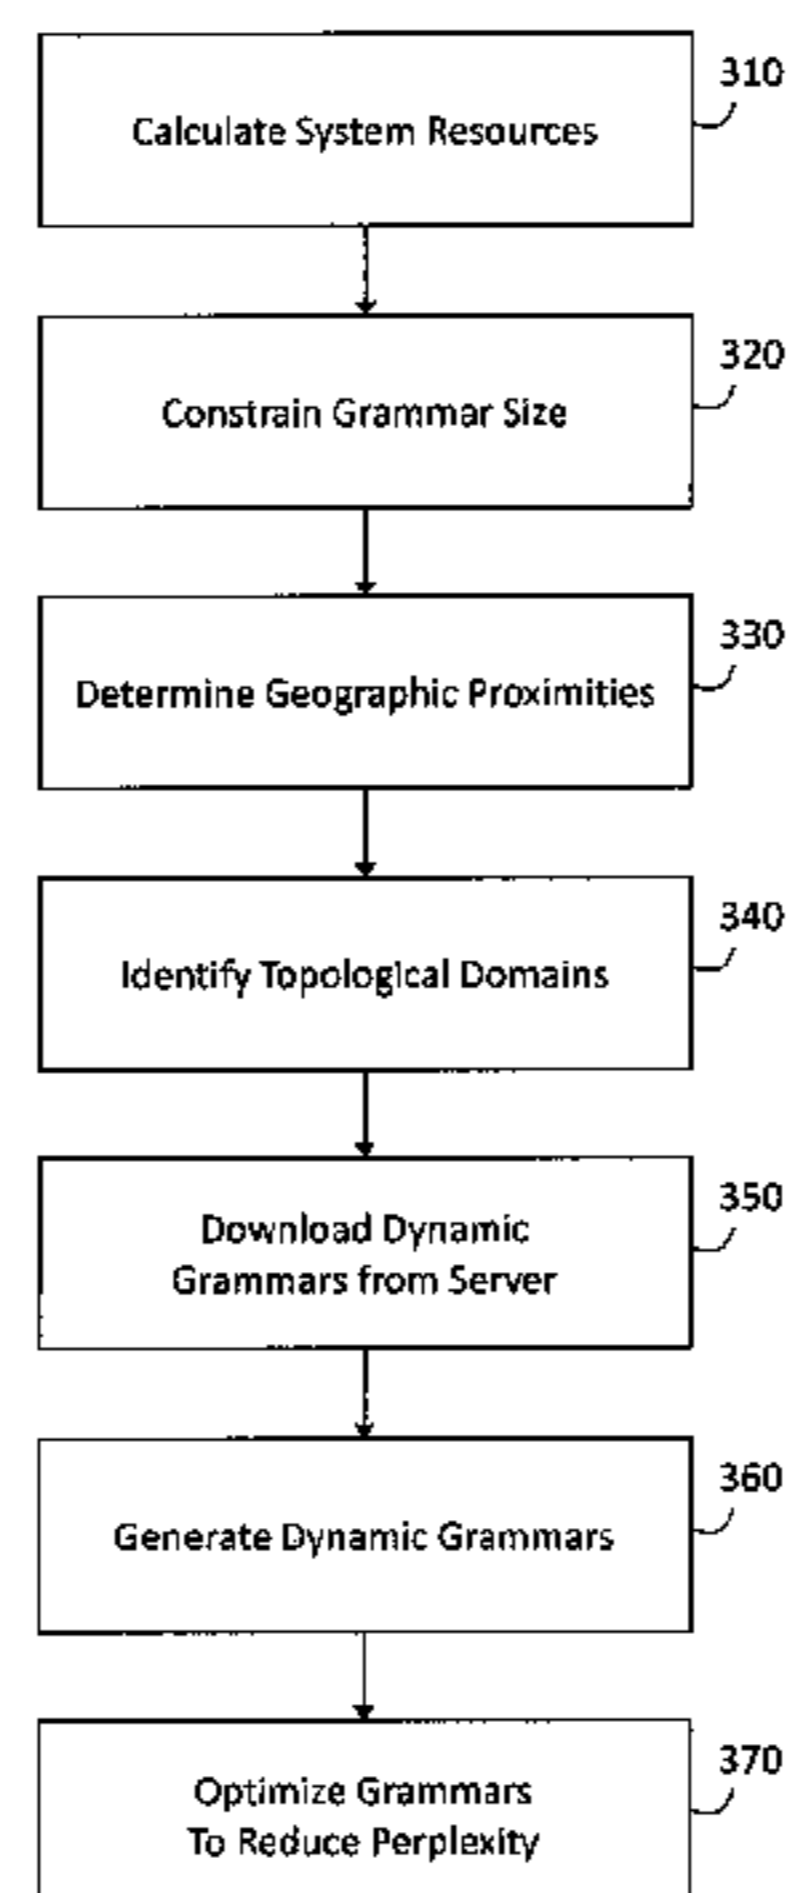 310
Calculate System Resources
320
Constrain Grammar Size
330
Determine Geographic Proximities
340
Identify Topological Domains
350
Download Dynamic
Grammars from Server
360
Generate Dynamic Grammars
370
Optimize Grammars
To Reduce Perplexity